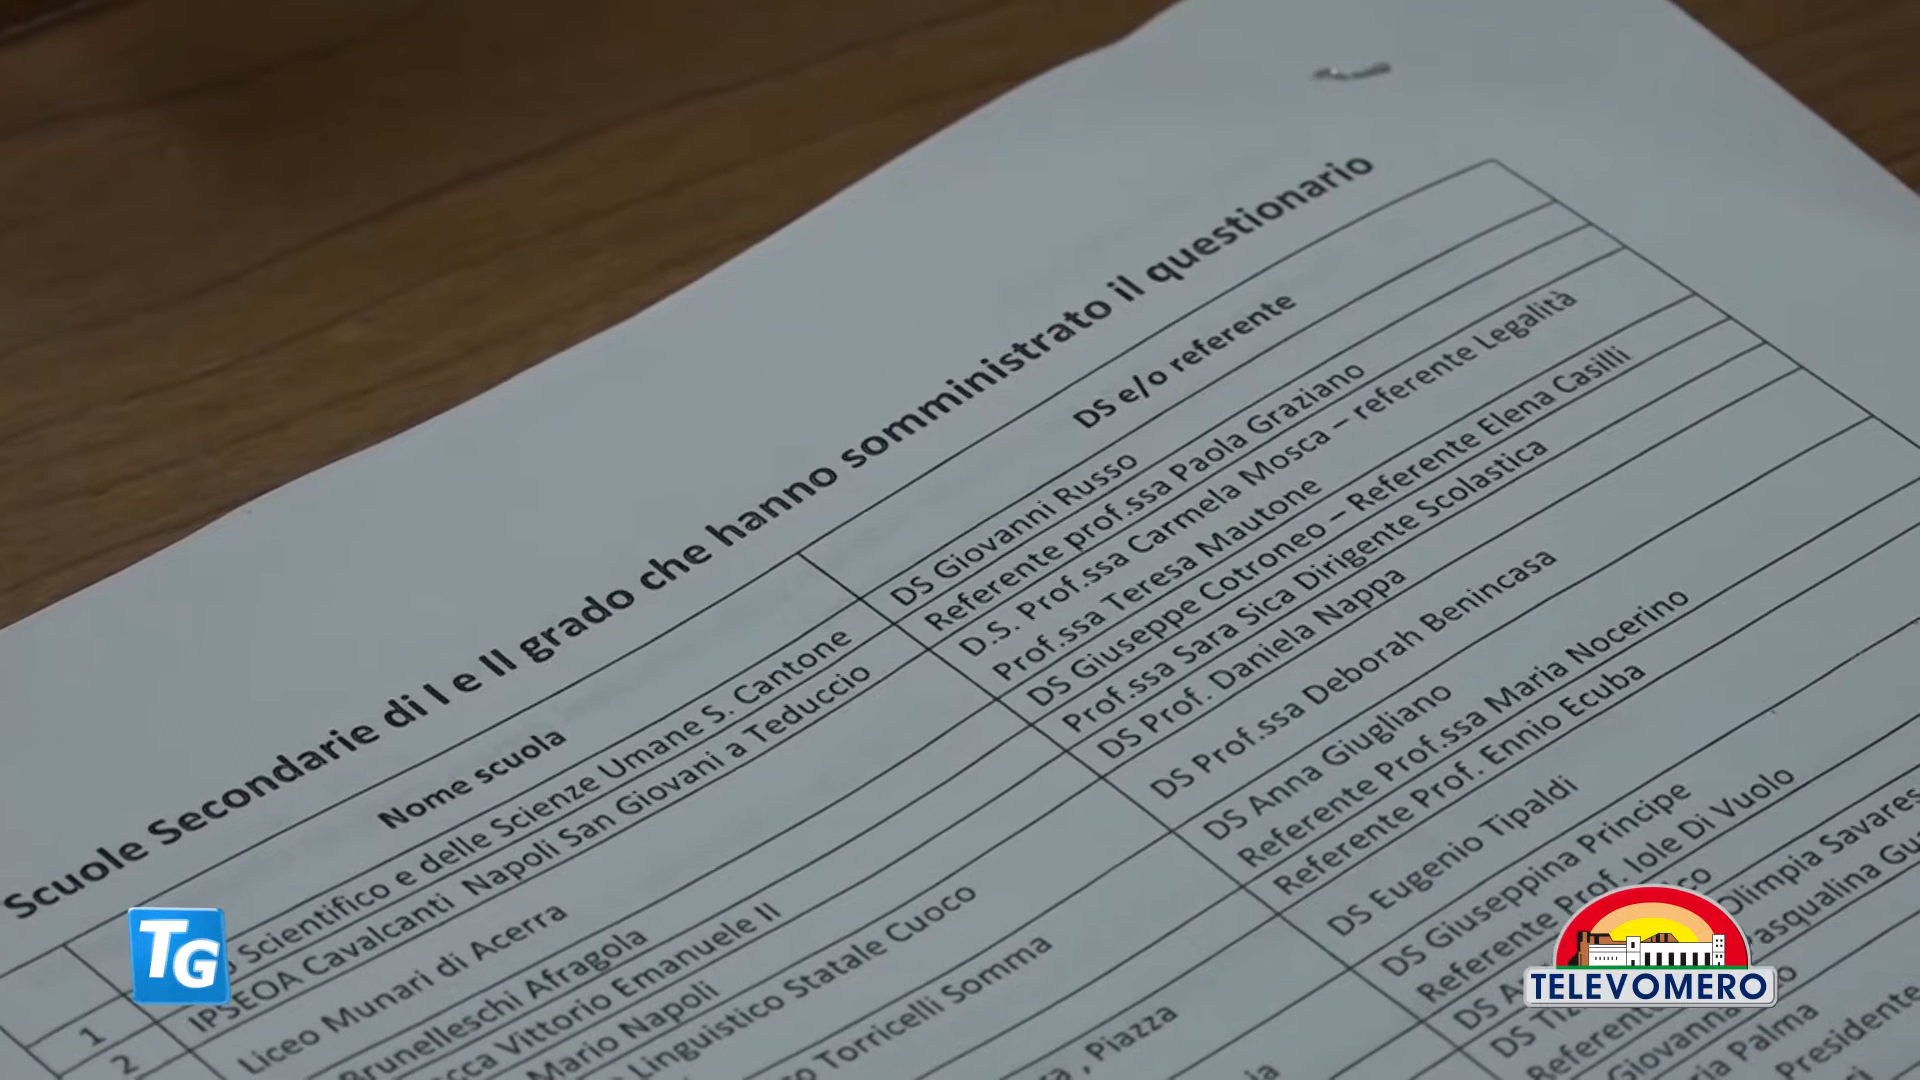 Scuole Secondarie di I e II grado che hanno somministrato il questionario
Nome scuola
DS e/o referente
1
Scientifico e delle Scienze Umane S. Cantone
DS Giovanni Russo
2
IPSEOA Cavalcanti Napoli San Giovani a Teduccio
Referente prof.ssa Paola Graziano
Liceo Munari di Acerra
D.S. Prof.ssa Carmela Mosca – referente Legalità
Prof.ssa Teresa Mautone
Brunelleschi Afragola
DS Giuseppe Cotroneo – Referente Elena Casilli
Vittorio Emanuele II
Prof.ssa Sara Sica Dirigente Scolastica
Mario Napoli
DS Prof. Daniela Nappa
Linguistico Statale Cuoco
DS Prof.ssa Deborah Benincasa
Torricelli Somma
DS Anna Giugliano
Referente Prof.ssa Maria Nocerino
Referente Prof. Ennio Ecuba
, Piazza
DS Eugenio Tipaldi
DS Giuseppina Principe
Referente Prof. Iole Di Vuolo
Olimpia
Pasqualina
Giovanna
Palma
Presidente
TG
TELEVOMERO